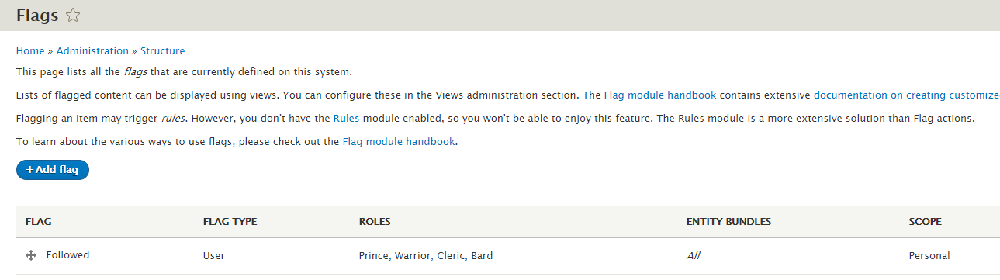 Flags
Home » Administration » Structure
This page lists all the flags that are currently defined on this system.
Lists of flagged content can be displayed using views. You can configure these in the Views administration section. The Flag module handbook contains extensive documentation on creating customize
Flagging an item may trigger rules. However, you don't have the Rules module enabled, so you won't be able to enjoy this feature. The Rules module is a more extensive solution than Flag actions.
To learn about the various ways to use flags, please check out the Flag module handbook.
+ Add flag
FLAG FLAG TYPE ROLES ENTITY BUNDLES SCOPE
Followed User Prince, Warrior, Cleric, Bard All Personal